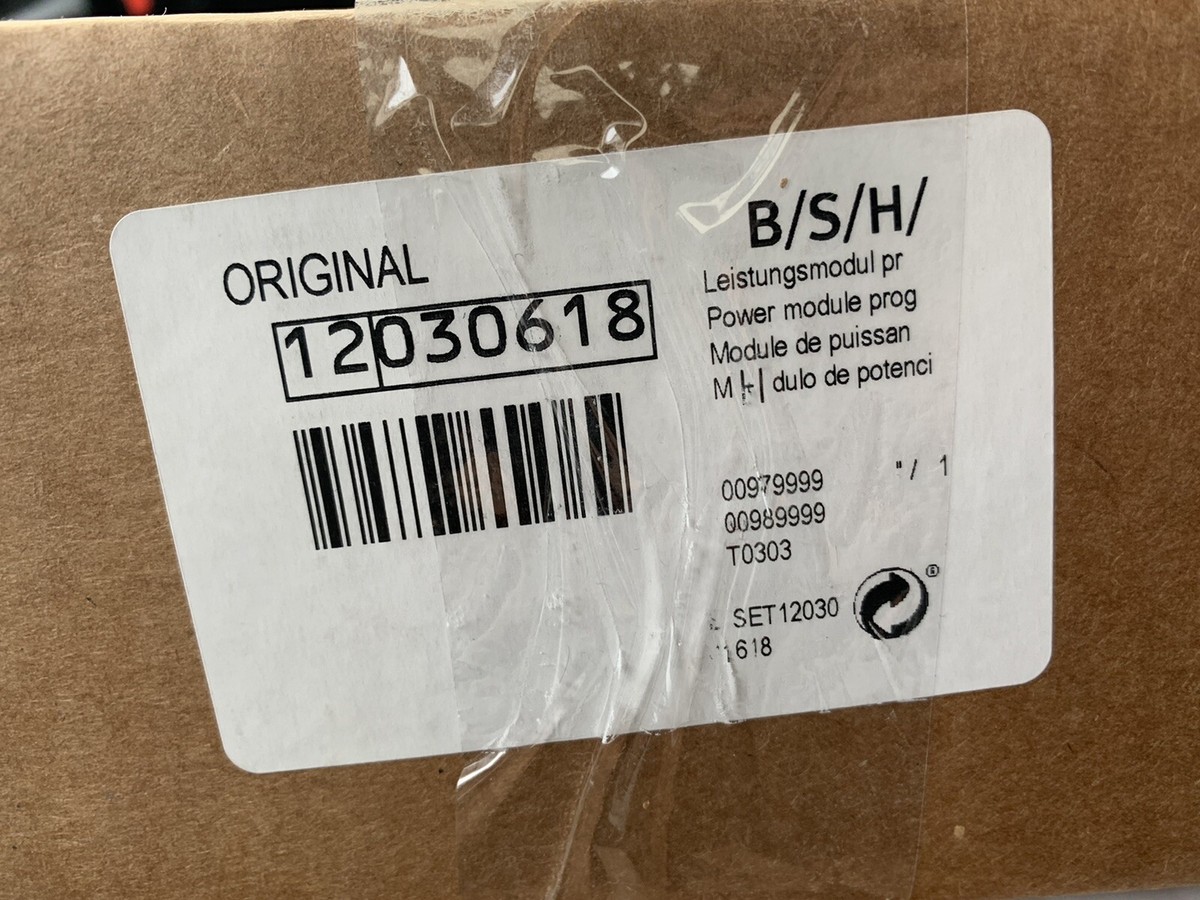 ORIGINAL
12030618
B/S/H/
Leistungsmodul pr
Power module prog
Module de puissan
M├┤dulo de potenci
00979999 "/ 1
00989999
T0303
SET12030
618